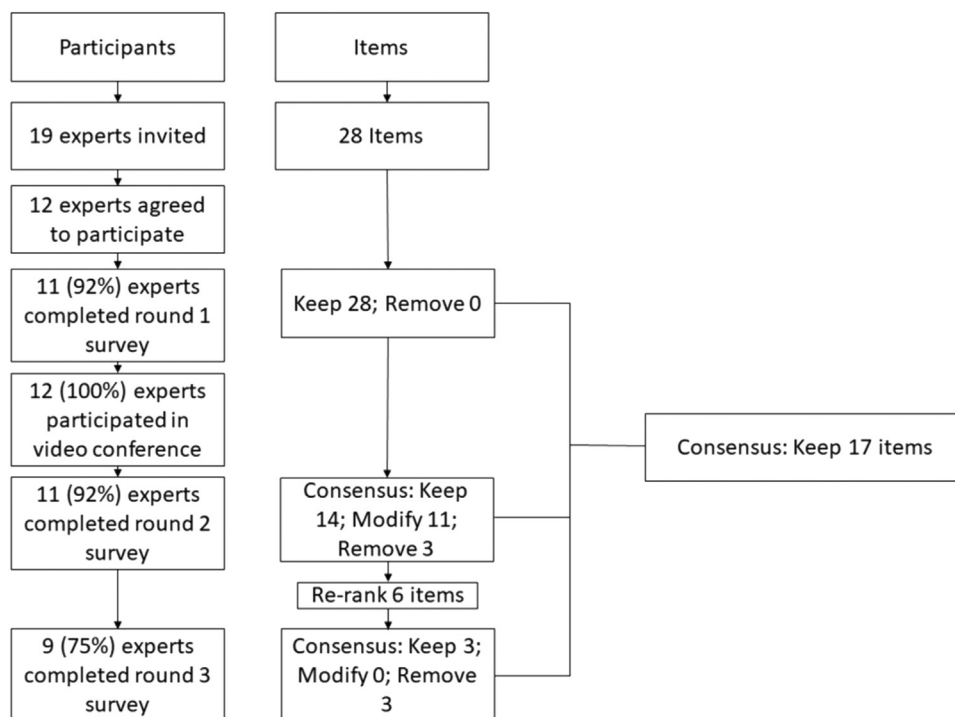 Participants
19 experts invited
12 experts agreed
to participate
11 (92%) experts
completed round 1
survey
12 (100%) experts
participated in
video conference
11 (92%) experts
completed round 2
survey
9 (75%) experts
completed round 3
survey
Items
28 Items
Keep 28; Remove 0
Consensus: Keep
14; Modify 11;
Remove 3
Re-rank 6 items
Consensus: Keep 3;
Modify 0; Remove
3
Consensus: Keep 17 items